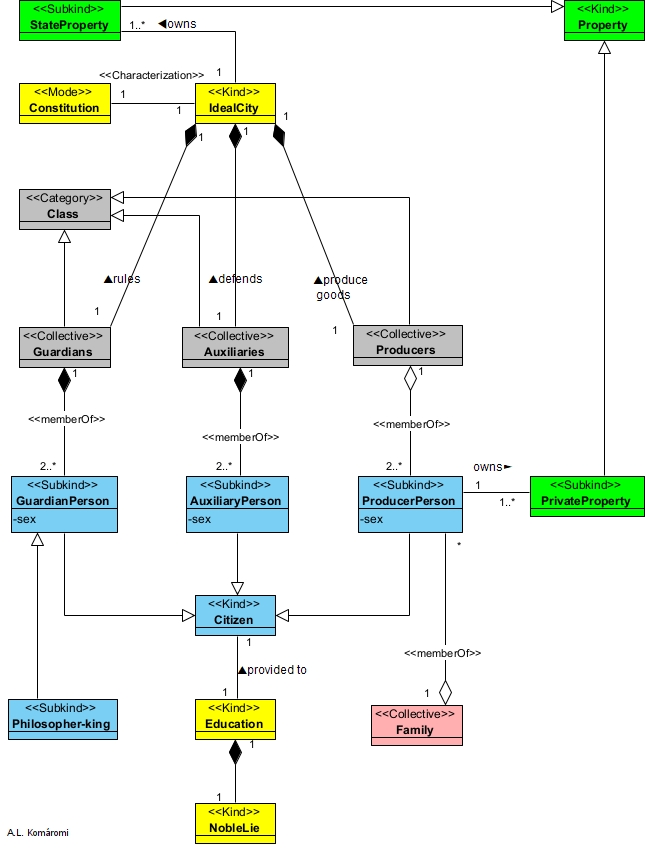 <<Subkind>>
StateProperty
<<Kind>>
Property
1..*
◀owns
<<Characterization>>
1
<<Mode>>
Constitution
1
1
<<Kind>>
IdealCity
1
1
1
<<Category>>
Class
▲rules
▲defends
▲produce
goods
1
1
1
<<Collective>>
Guardians
<<Collective>>
Auxiliaries
<<Collective>>
Producers
1
1
1
<<memberOf>>
<<memberOf>>
<<memberOf>>
2..*
2..*
2..*
owns►
<<Subkind>>
GuardianPerson
-sex
<<Subkind>>
AuxiliaryPerson
-sex
<<Subkind>>
ProducerPerson
-sex
1
1..*
<<Subkind>>
PrivateProperty
*
<<Kind>>
Citizen
1
▲provided to
<<memberOf>>
1
1
<<Subkind>>
Philosopher-king
<<Kind>>
Education
<<Collective>>
Family
1
1
<<Kind>>
NobleLie
A.L. Komáromi